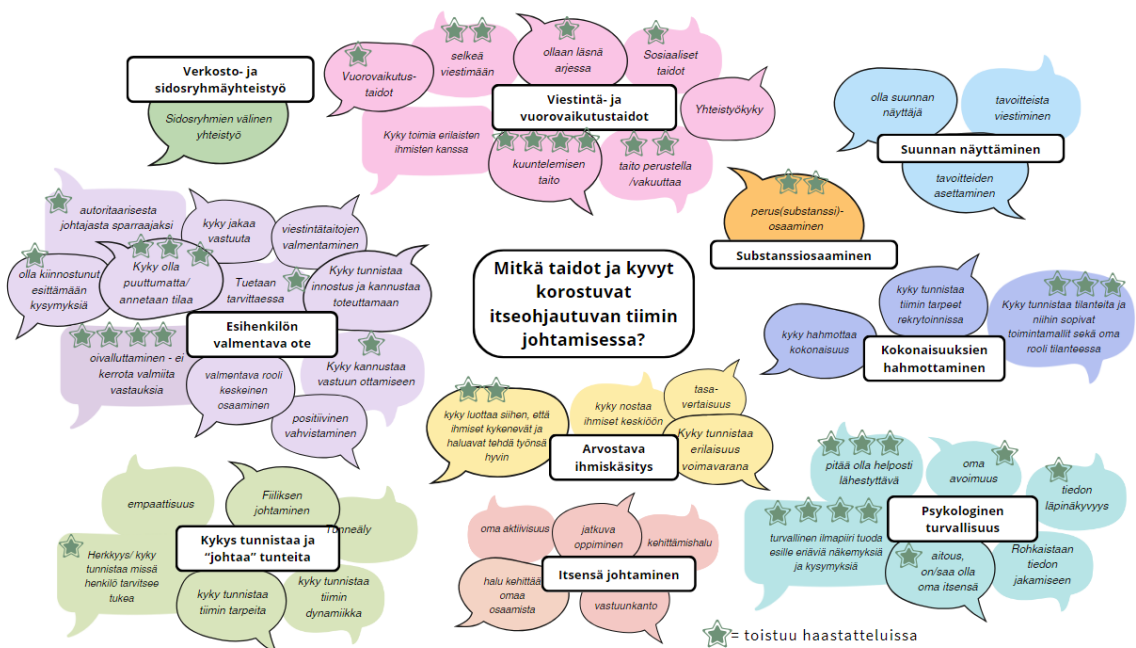 Verkosto- ja
sidosryhmäyhteistyö
Sidosryhmien välinen
yhteistyö
Vuorovaikutus-
taidot
selkeä
viestimään
ollaan läsnä
arjessa
Sosiaaliset
taidot
Viestintä- ja
vuorovaikutustaidot
Yhteistyökyky
Kyky toimia erilaisten
ihmisten kanssa
kuuntelemisen
taito
taito perustella
/vakuuttaa
olla suunnan
näyttäjä
tavoitteista
viestiminen
Suunnan näyttäminen
tavoitteiden
asettaminen
perus(substanssi)-
osaaminen
Substanssiosaaminen
autoritaarisesta
johtajasta sparraajaksi
kyky jakaa
vastuuta
viestintätaitojen
valmentaminen
olla kiinnostunut
esittämään
kysymyksiä
Kyky olla
puuttumatta/
annetaan tilaa
Tuetaan
tarvittaessa
Kyky tunnistaa
innostus ja kannustaa
toteuttamaan
Esihenkilön
valmentava ote
oivalluttaminen - ei
kerrota valmiita
vastauksia
valmentava rooli
keskeinen
osaaminen
Kyky kannustaa
vastuun ottamiseen
positiivinen
vahvistaminen
Mitkä taidot ja kyvyt
korostuvat
itseohjautuvan tiimin
johtamisessa?
kyky hahmottaa
kokonaisuus
kyky tunnistaa
tiimin tarpeet
rekrytoinnissa
Kyky tunnistaa tilanteita ja
niihin sopivat
toimintamallit sekä oma
rooli tilanteessa
Kokonaisuuksien
hahmottaminen
kyky luottaa siihen, että
ihmiset kykenevät ja
haluavat tehdä työnsä
hyvin
kyky nostaa
ihmiset keskiöön
tasa-
vertaisuus
Kyky tunnistaa
erilaisuus
voimavarana
Arvostava
ihmiskäsitys
empaattisuus
Fiiliksen
johtaminen
Tunneäly
Kykys tunnistaa ja
“johtaa” tunteita
Herkkyys/ kyky
tunnistaa missä
henkilö tarvitsee
tukea
kyky tunnistaa
tiimin tarpeita
kyky tunnistaa
tiimin
dynamiikka
oma aktiivisuus
jatkuva
oppiminen
kehittämishalu
Itsensä johtaminen
halu kehittää
omaa
osaamista
vastuunkanto
pitää olla helposti
lähestyttävä
oma
avoimuus
tiedon
läpinäkyvyys
Psykologinen
turvallisuus
turvallinen ilmapiiri tuoda
esille eriäviä näkemyksiä
ja kysymyksiä
aitous,
on/saa olla
oma itsensä
Rohkaistaan
tiedon
jakamiseen
= toistuu haastatteluissa